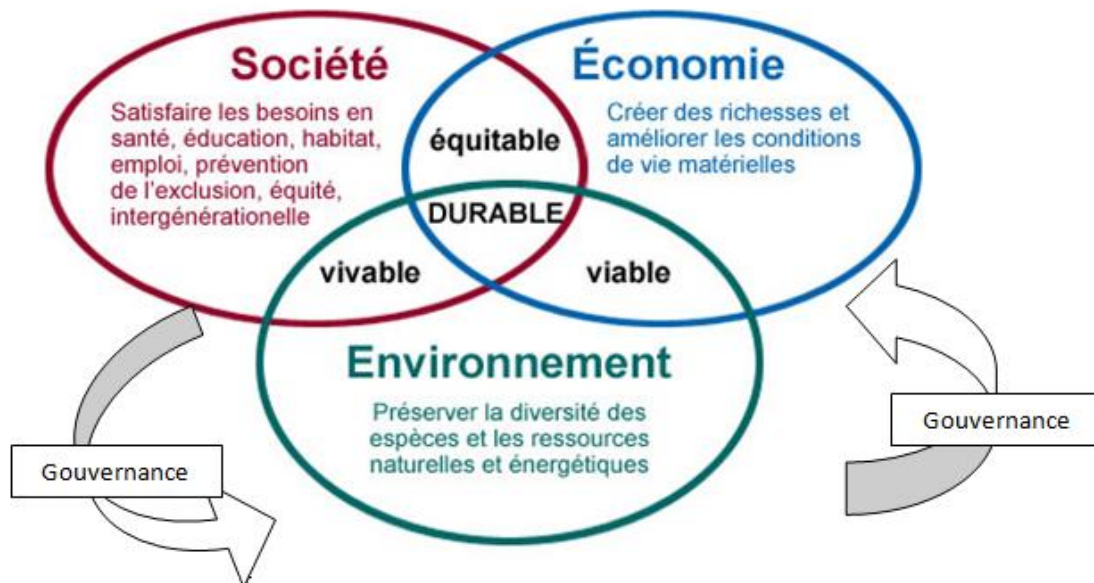 Société
Satisfaire les besoins en
santé, éducation, habitat,
emploi, prévention
de l'exclusion, équité,
intergénérationelle
Économie
Créer des richesses et
améliorer les conditions
de vie matérielles
équitable
DURABLE
vivable
viable
Environnement
Préserver la diversité des
espèces et les ressources
naturelles et énergétiques
Gouvernance
Gouvernance